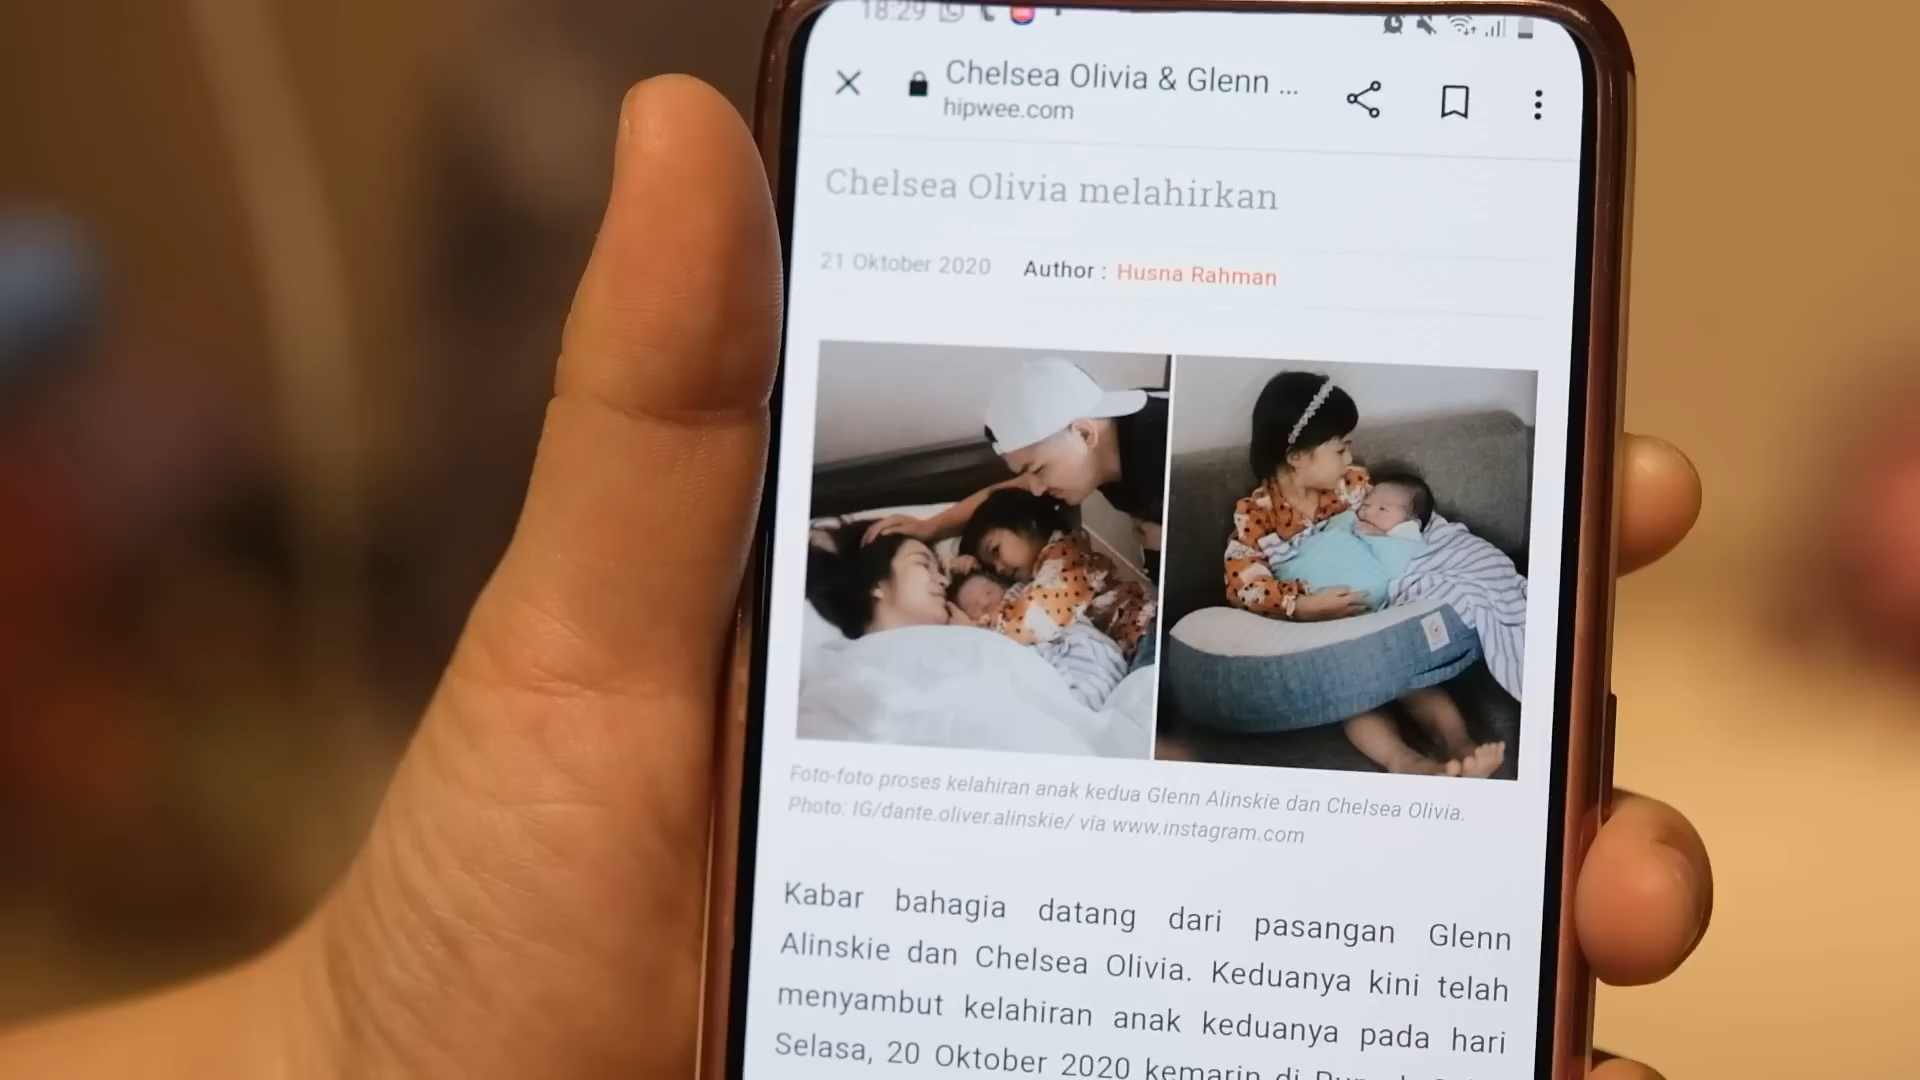 18:29
Chelsea Olivia & Glenn ...
hipwee.com
Chelsea Olivia melahirkan
21 Oktober 2020 Author : Husna Rahman
Foto-foto proses kelahiran anak kedua Glenn Alinskie dan Chelsea Olivia.
Photo: IG/dante.oliver.alinskie/ via www.instagram.com
Kabar bahagia datang dari pasangan Glenn
Alinskie dan Chelsea Olivia. Keduanya kini telah
menyambut kelahiran anak keduanya pada hari
Selasa, 20 Oktober 2020 kemarin di